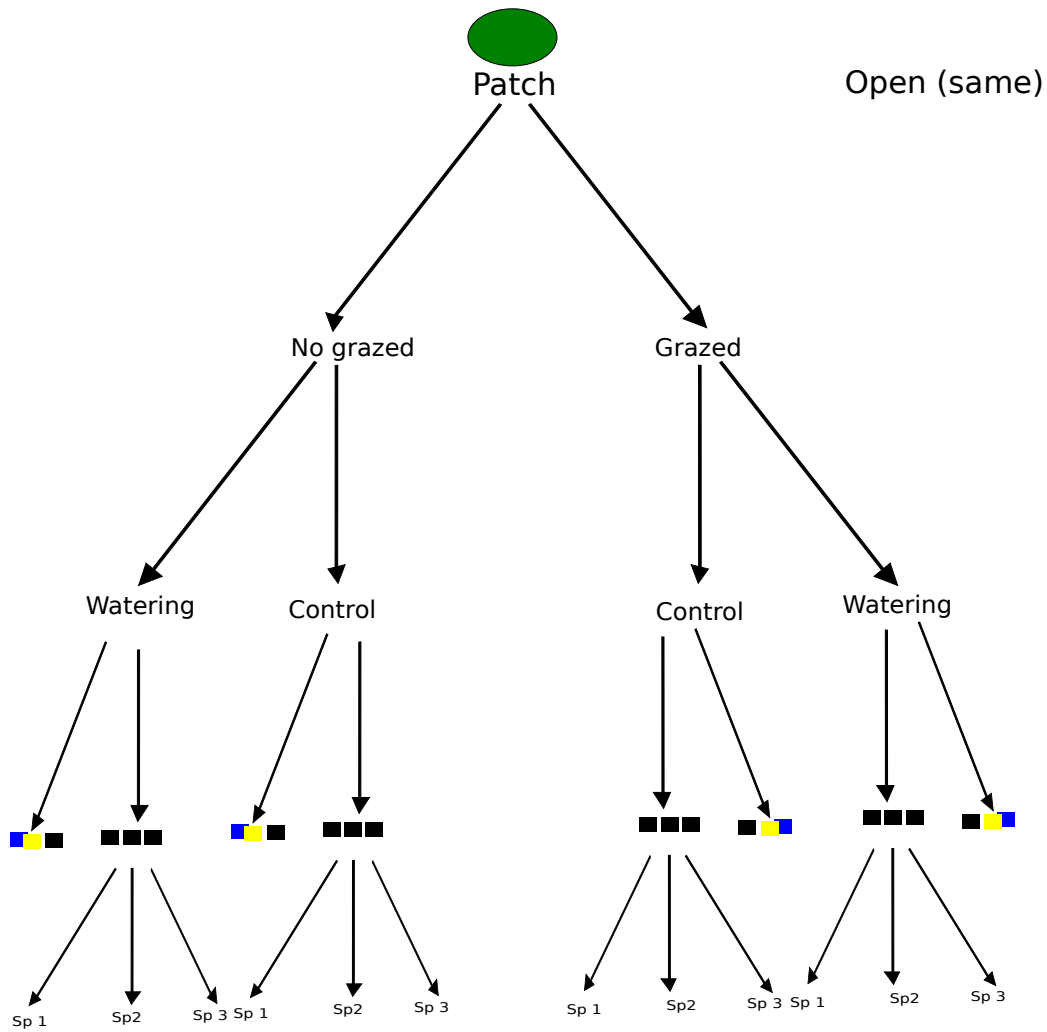 Patch
Open (same)
No grazed
Grazed
Watering
Control
Control
Watering
Sp 1
Sp2
Sp 3
Sp 1
Sp2
Sp 3
Sp 1
Sp2
Sp 3
Sp 1
Sp2
Sp 3